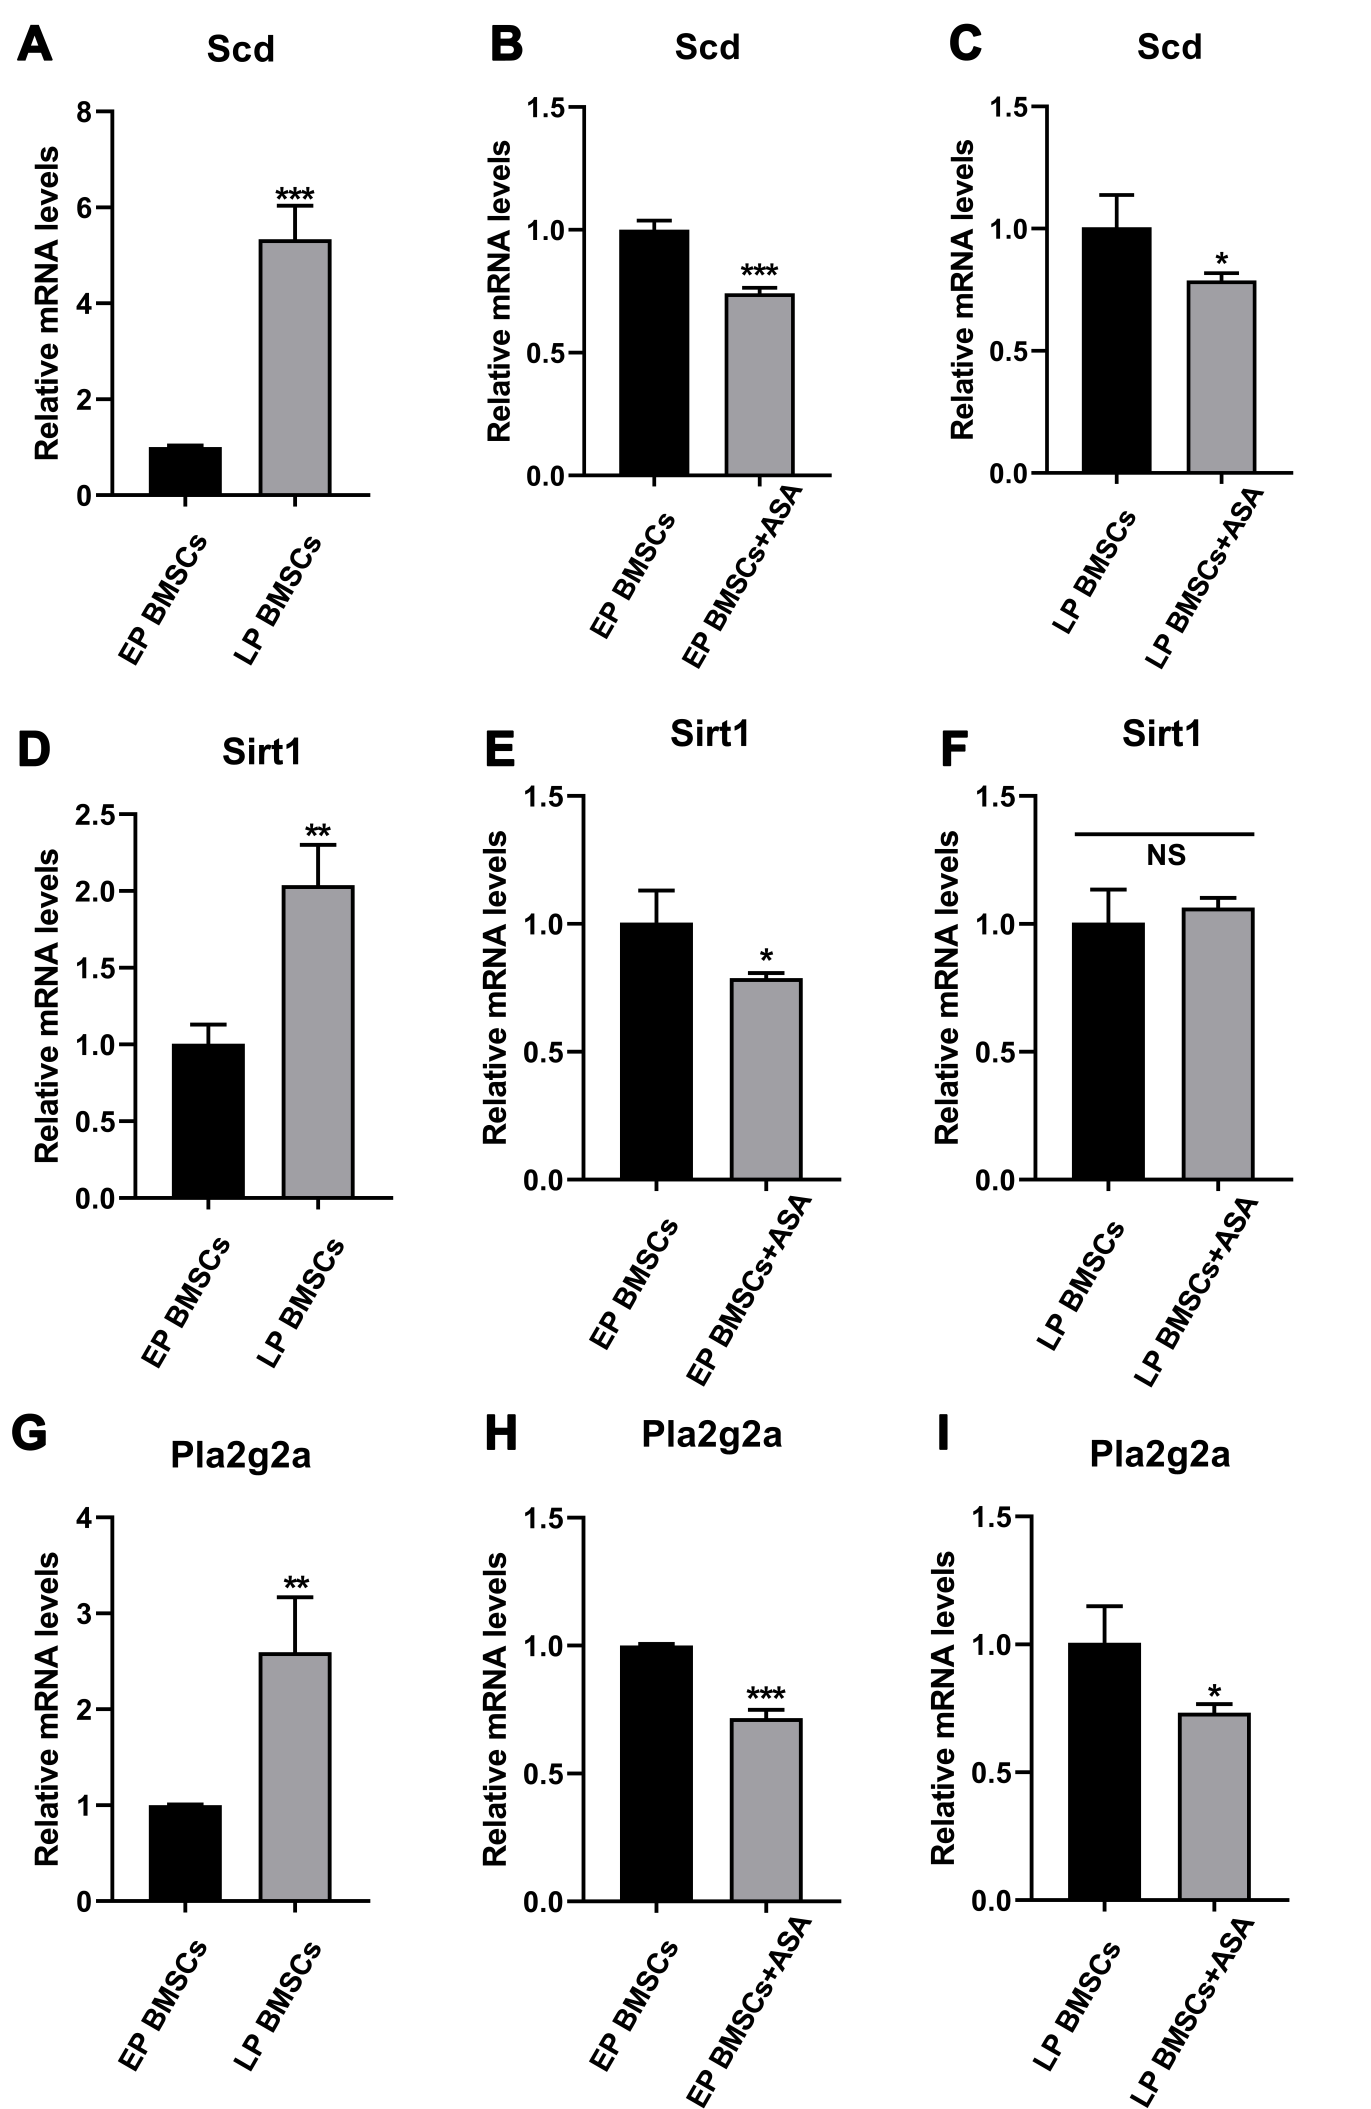 A
Scd
Relative mRNA levels
8
6
4
2
0
***
EP BMSCs
LP BMSCs
B
Scd
Relative mRNA levels
1.5
1.0
0.5
0.0
***
EP BMSCs
EP BMSCs+ASA
C
Scd
Relative mRNA levels
1.5
1.0
0.5
0.0
*
LP BMSCs
LP BMSCs+ASA
D
Sirt1
Relative mRNA levels
2.5
2.0
1.5
1.0
0.5
0.0
**
EP BMSCs
LP BMSCs
E
Sirt1
Relative mRNA levels
1.5
1.0
0.5
0.0
*
EP BMSCs
EP BMSCs+ASA
F
Sirt1
Relative mRNA levels
1.5
1.0
0.5
0.0
NS
LP BMSCs
LP BMSCs+ASA
G
Pla2g2a
Relative mRNA levels
4
3
2
1
0
**
EP BMSCs
LP BMSCs
H
Pla2g2a
Relative mRNA levels
1.5
1.0
0.5
0.0
***
EP BMSCs
EP BMSCs+ASA
I
Pla2g2a
Relative mRNA levels
1.5
1.0
0.5
0.0
*
LP BMSCs
LP BMSCs+ASA